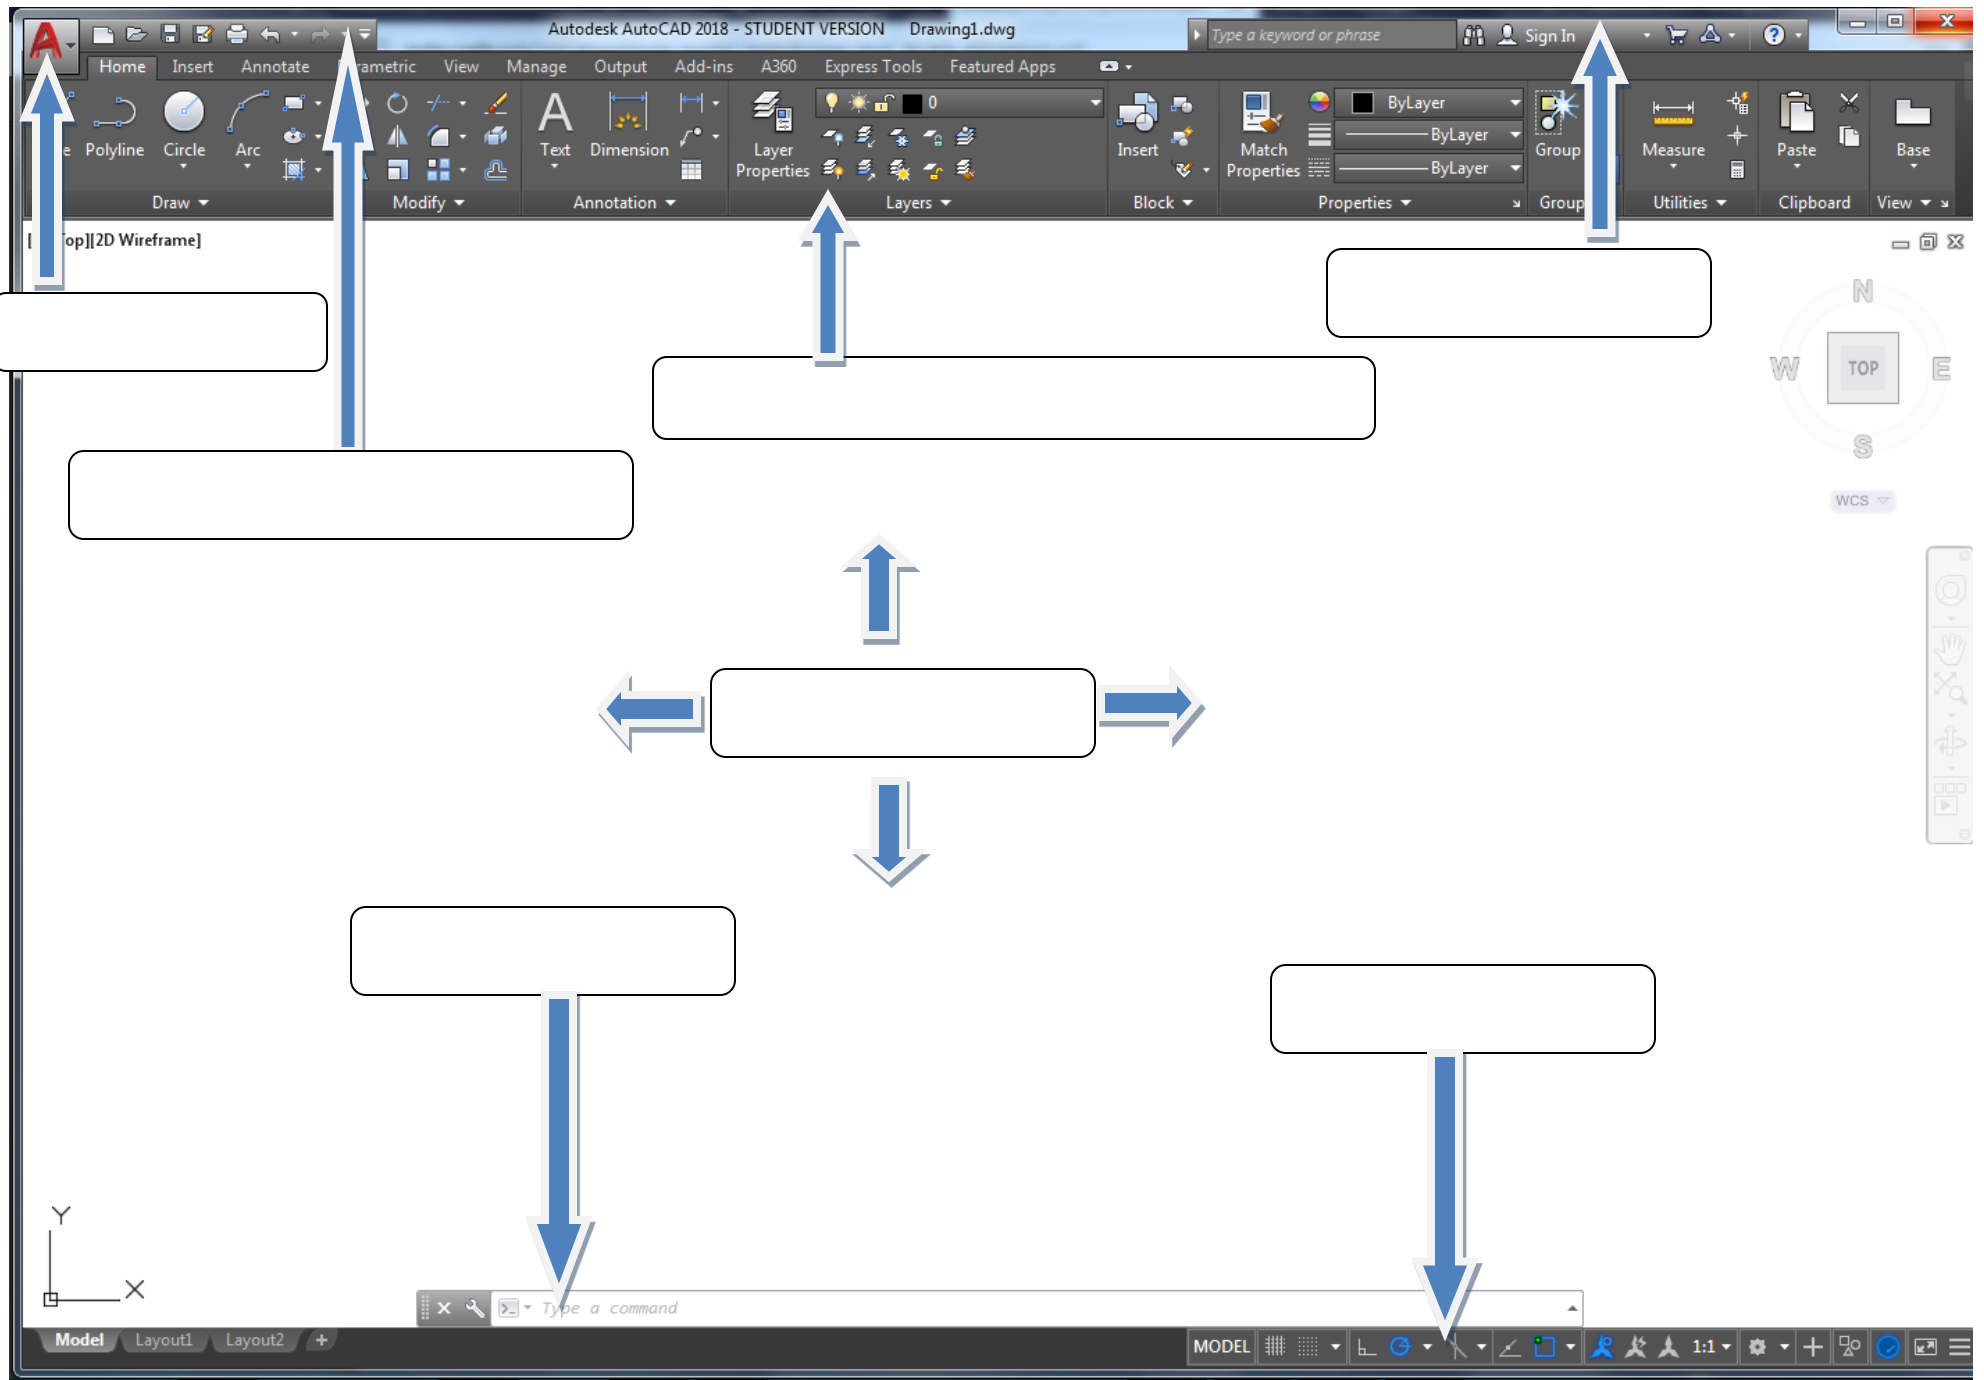 Autodesk AutoCAD 2018 - STUDENT VERSION Drawing1.dwg
Type a keyword or phrase
Sign In
Home Insert Annotate View Manage Output Add-ins A360 Express Tools Featured Apps
0
ByLayer
ByLayer
ByLayer
Polyline Circle Arc
Text Dimension
Layer Properties
Insert
Match Properties
Group
Measure
Paste
Base
Draw Modify Annotation Layers Block Properties Group Utilities Clipboard View
op][2D Wireframe]
N
W TOP E
S
WCS
Y
X
Type a command
Model Layout1 Layout2 +
MODEL 1:1